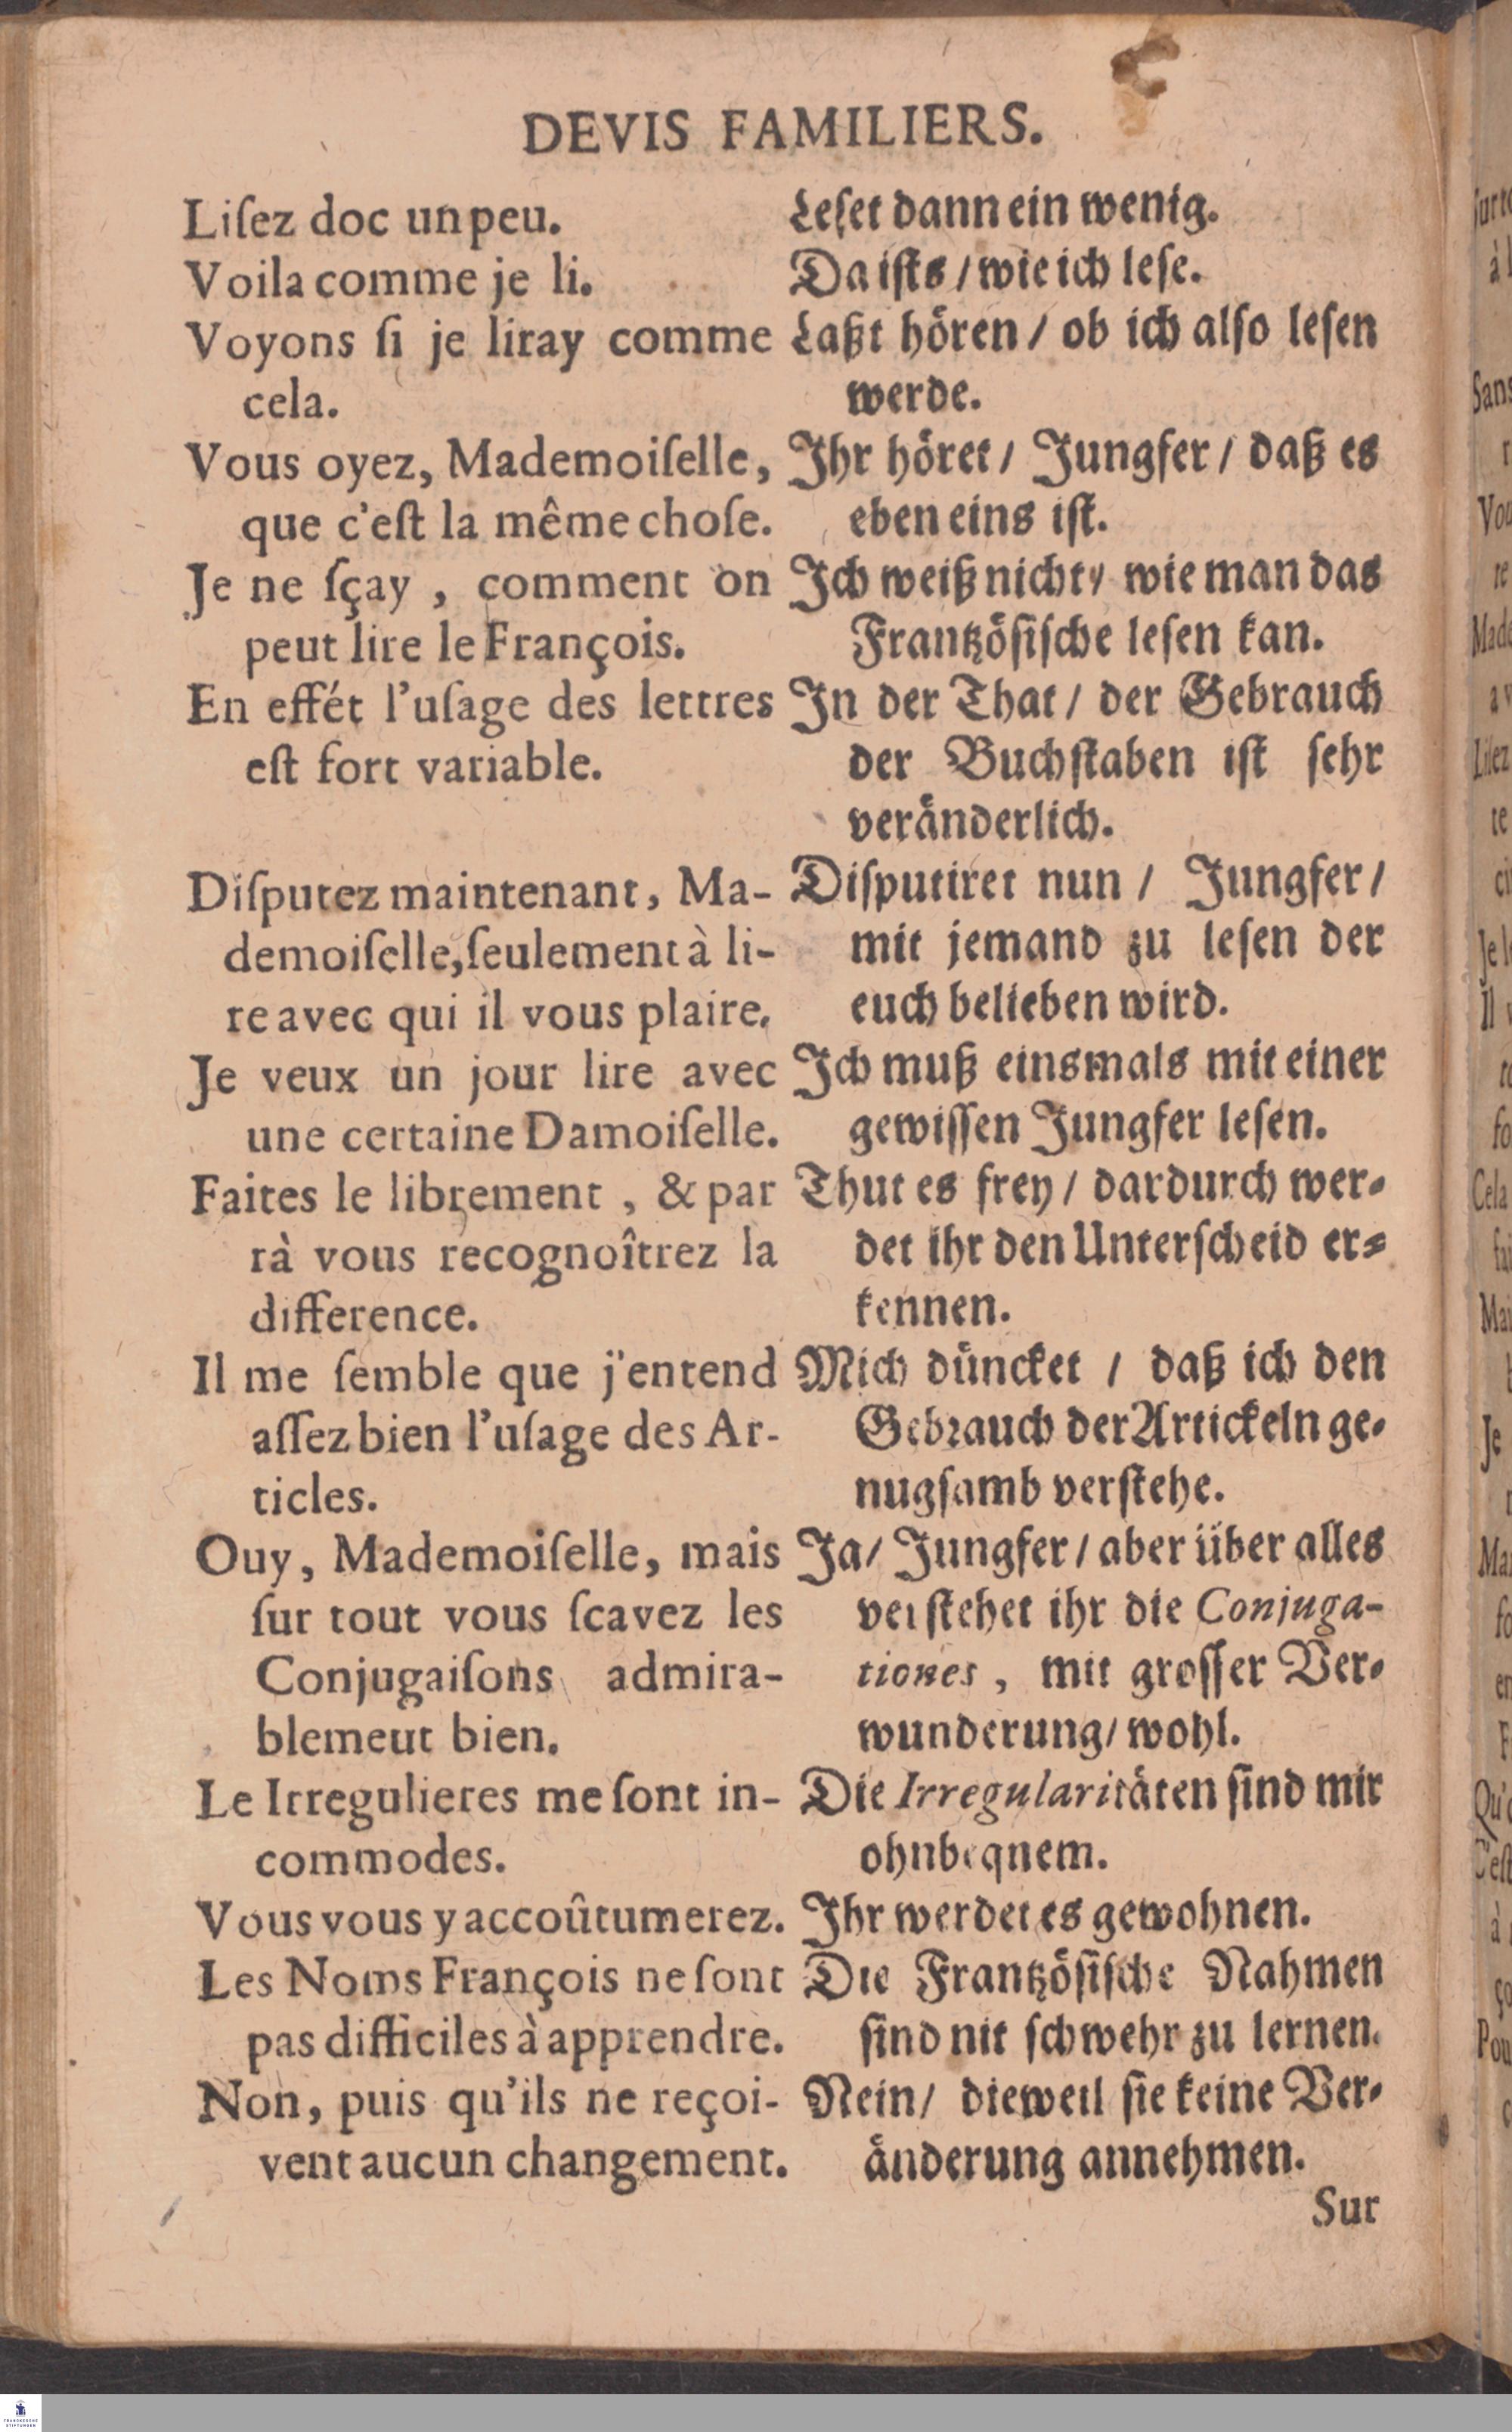 DEVIS FAMILIERS.
Liſez doc un peu.
Voila comme je li.
Voyons ſi je liray comme
cela.
Vous oyez, Mademoiſelle,
que c'eſt la même choſe.
Je ne ſçay , comment on
peut lire le François.
En effét l'uſage des lettres
eſt fort variable.
Diſputez maintenant, Ma-
demoiſelle, ſeulement à li-
re avec qui il vous plaire.
Je veux un jour lire avec
une certaine Damoiſelle.
Faites le librement , & par
rà vous recognoîtrez la
difference.
Il me ſemble que j'entend
aſſez bien l'uſage des Ar-
ticles.
Ouy, Mademoiſelle, mais
ſur tout vous ſcavez les
Conjugaiſons admira-
blemeut bien.
Le Irregulieres me ſont in-
commodes.
Vous vous y accoûtumerez.
Les Noms François ne ſont
pas difficiles à apprendre.
Non, puis qu'ils ne reçoi-
vent aucun changement.
Leſet dann ein wenig.
Da iſts / wie ich leſe.
Laßt hören / ob ich alſo leſen
werde.
Ihr höret / Jungfer / daß es
eben eins iſt.
Ich weiß nicht / wie man das
Frantzöſiſche leſen kan.
In der That / der Gebrauch
der Buchſtaben iſt ſehr
veränderlich.
Diſputiret nun / Jungfer /
mit jemand zu leſen der
euch belieben wird.
Ich muß einsmals mit einer
gewiſſen Jungfer leſen.
Thut es frey / dardurch wer-
det ihr den Unterſcheid er-
kennen.
Mich düncket / daß ich den
Gebrauch der Artickeln ge-
nugſamb verſtehe.
Ja / Jungfer / aber über alles
verſtehet ihr die Conjuga-
tiones , mit groſſer Ver-
wunderung / wohl.
Die Irregularitäten ſind mir
ohnbeqnem.
Ihr werdet es gewohnen.
Die Frantzöſiſche Nahmen
ſind nit ſchwehr zu lernen.
Nein / dieweil ſie keine Ver-
änderung annehmen.
Sur